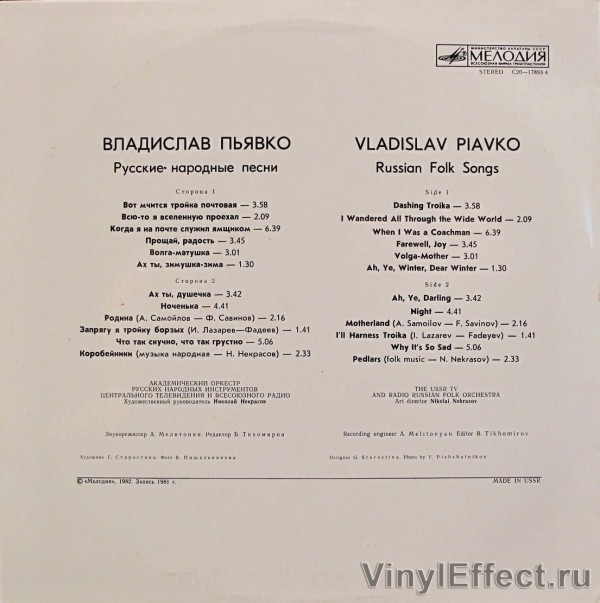 МИНИСТЕРСТВО КУЛЬТУРЫ СССР
МЕЛОДИЯ
ВСЕСОЮЗНАЯ ФИРМА ГРАМПЛАСТИНОК
STEREO С20—17893-4
ВЛАДИСЛАВ ПЬЯВКО
Русские народные песни
Сторона 1
Вот мчится тройка почтовая — 3.58
Всю-то я вселенную проехал — 2.09
Когда я на почте служил ямщиком — 6.39
Прощай, радость — 3.45
Волга-матушка — 3.01
Ах ты, зимушка-зима — 1.30
Сторона 2
Ах ты, душечка — 3.42
Ноченька — 4.41
Родина (А. Самойлов — Ф. Савинов) — 2.16
Запрягу я тройку борзых (И. Лазарев—Фадеев) — 1.41
Что так скучно, что так грустно — 5.06
Коробейники (музыка народная — Н. Некрасов) — 2.33
АКАДЕМИЧЕСКИЙ ОРКЕСТР
РУССКИХ НАРОДНЫХ ИНСТРУМЕНТОВ
ЦЕНТРАЛЬНОГО ТЕЛЕВИДЕНИЯ И ВСЕСОЮЗНОГО РАДИО
Художественный руководитель Николай Некрасов
Звукорежиссер А. Мелитонян. Редактор Б. Тихомиров
Художник Г. Старостина. Фото В. Пищальникова
© «Мелодия», 1982. Запись 1981 г.
VLADISLAV PIAVKO
Russian Folk Songs
Side 1
Dashing Troika — 3.58
I Wandered All Through the Wide World — 2.09
When I Was a Coachman — 6.39
Farewell, Joy — 3.45
Volga-Mother — 3.01
Ah, Ye, Winter, Dear Winter — 1.30
Side 2
Ah, Ye, Darling — 3.42
Night — 4.41
Motherland (A. Samoilov — F. Savinov) — 2.16
I'll Harness Troika (I. Lazarev — Fadeyev) — 1.41
Why It's So Sad — 5.06
Pedlars (folk music — N. Nekrasov) — 2.33
THE USSR TV
AND RADIO RUSSIAN FOLK ORCHESTRA
Art director Nikolai Nekrasov
Recording engineer A. Meictonyan. Editor B. Tikhomirov
Designer G. Starostina. Photo by V. Pishchalnikov
MADE IN USSR
VinylEffect.ru